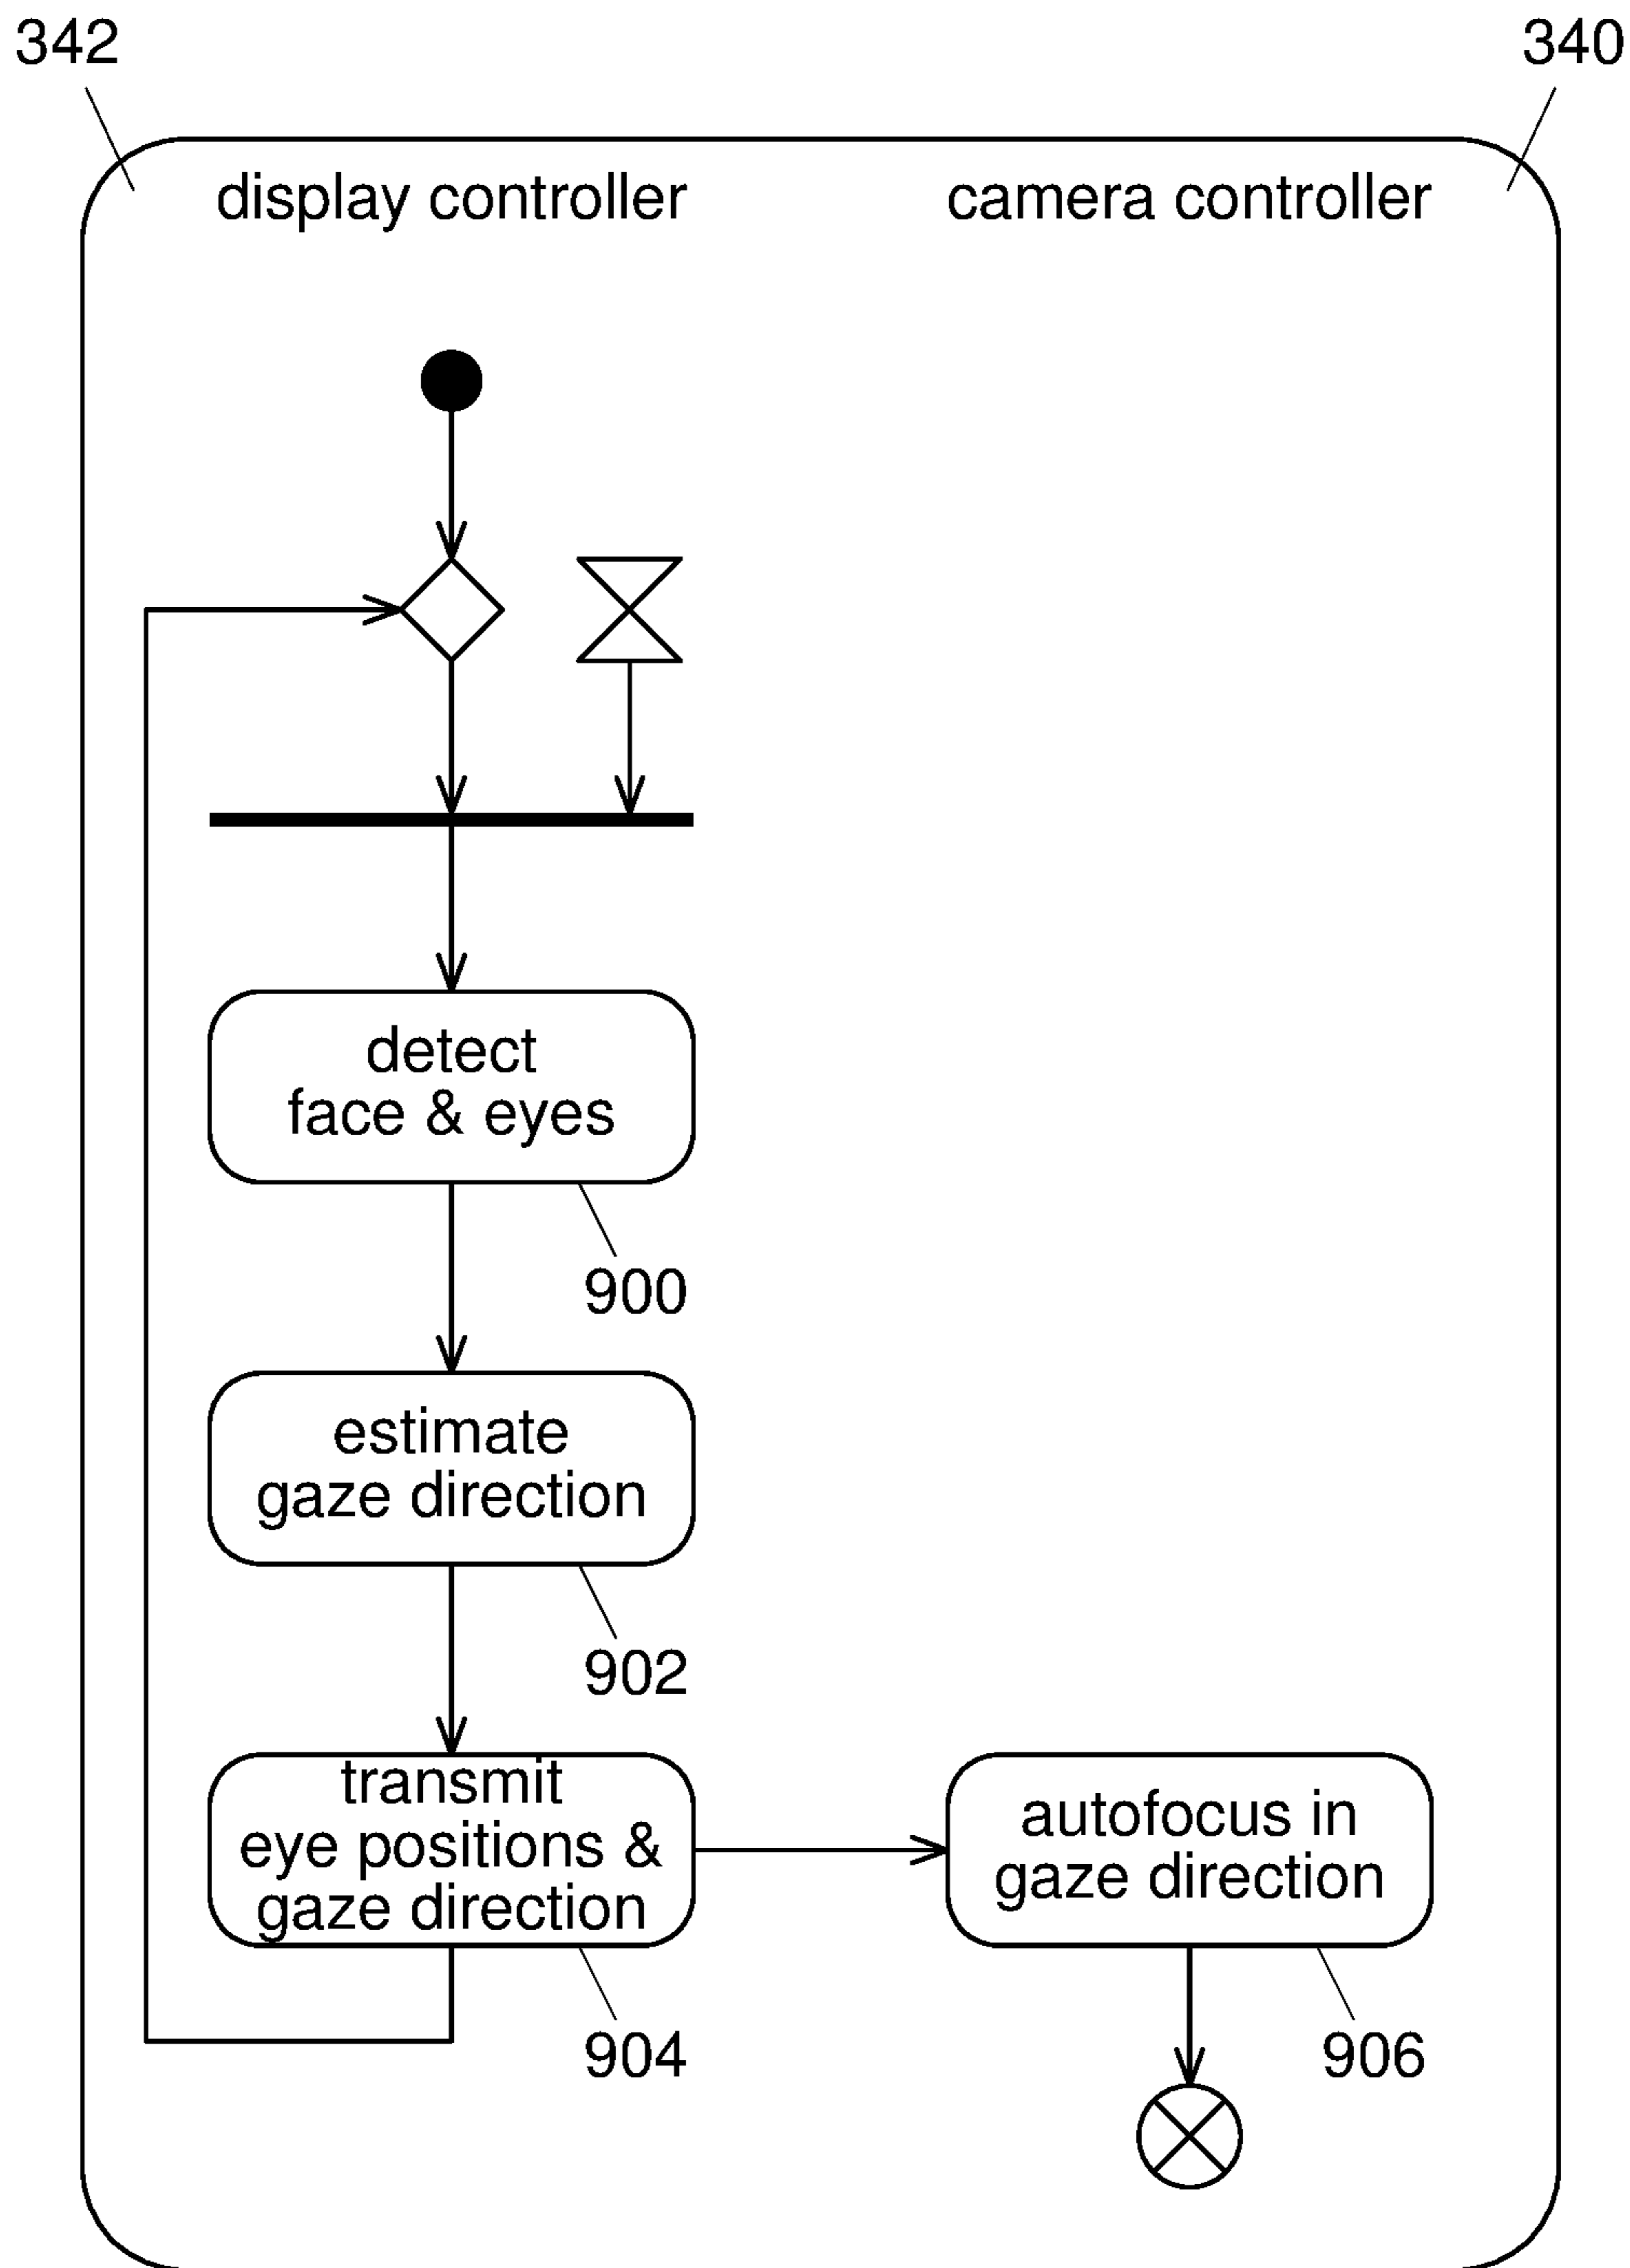 342
340
display controller
camera controller
detect
face & eyes
900
estimate
gaze direction
902
transmit
eye positions &
gaze direction
904
autofocus in
gaze direction
906